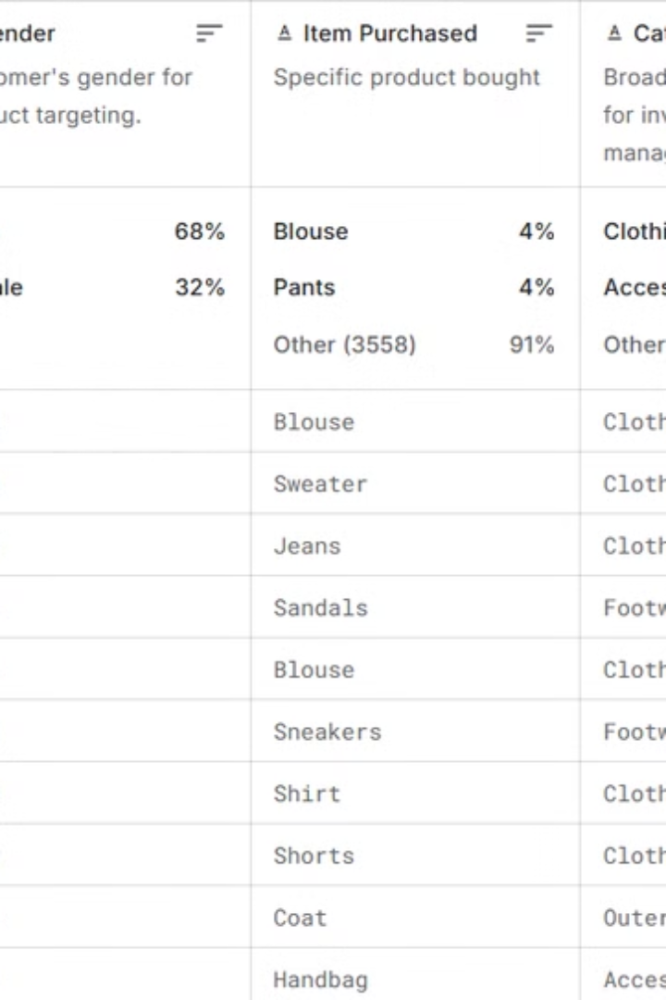 ender
A Item Purchased
A Cat
omer's gender for
uct targeting.
Specific product bought
Broad
for inv
manag
68%
Blouse 4%
Clothi
ale 32%
Pants 4%
Acces
Other (3558) 91%
Other
Blouse Cloth
Sweater Cloth
Jeans Cloth
Sandals Footw
Blouse Cloth
Sneakers Footw
Shirt Cloth
Shorts Cloth
Coat Outer
Handbag Acces